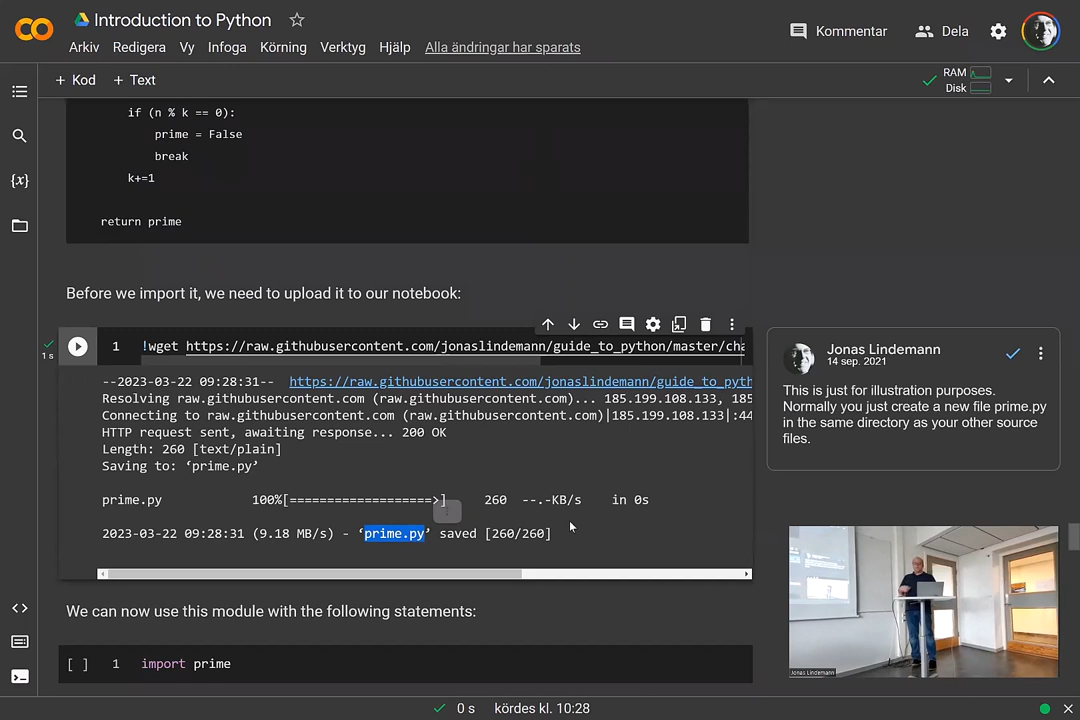 Introduction to Python
Arkiv Redigera Vy Infoga Körning Verktyg Hjälp Alla ändringar har sparats
Kommentar Dela
+ Kod + Text
RAM
Disk
if (n % k == 0):
prime = False
break
k+=1
return prime
Before we import it, we need to upload it to our notebook:
1 s
1 !wget https://raw.githubusercontent.com/jonaslindemann/guide_to_python/master/cha
--2023-03-22 09:28:31-- https://raw.githubusercontent.com/jonaslindemann/guide_to_pyth
Resolving raw.githubusercontent.com (raw.githubusercontent.com)... 185.199.108.133, 185
Connecting to raw.githubusercontent.com (raw.githubusercontent.com)|185.199.108.133|:44
HTTP request sent, awaiting response... 200 OK
Length: 260 [text/plain]
Saving to: ‘prime.py’
prime.py 100%[===================>] 260 --.-KB/s in 0s
2023-03-22 09:28:31 (9.18 MB/s) - ‘prime.py’ saved [260/260]
We can now use this module with the following statements:
[ ] 1 import prime
Jonas Lindemann
14 sep. 2021
This is just for illustration purposes.
Normally you just create a new file prime.py
in the same directory as your other source
files.
Jonas Lindemann
0 s kördes kl. 10:28